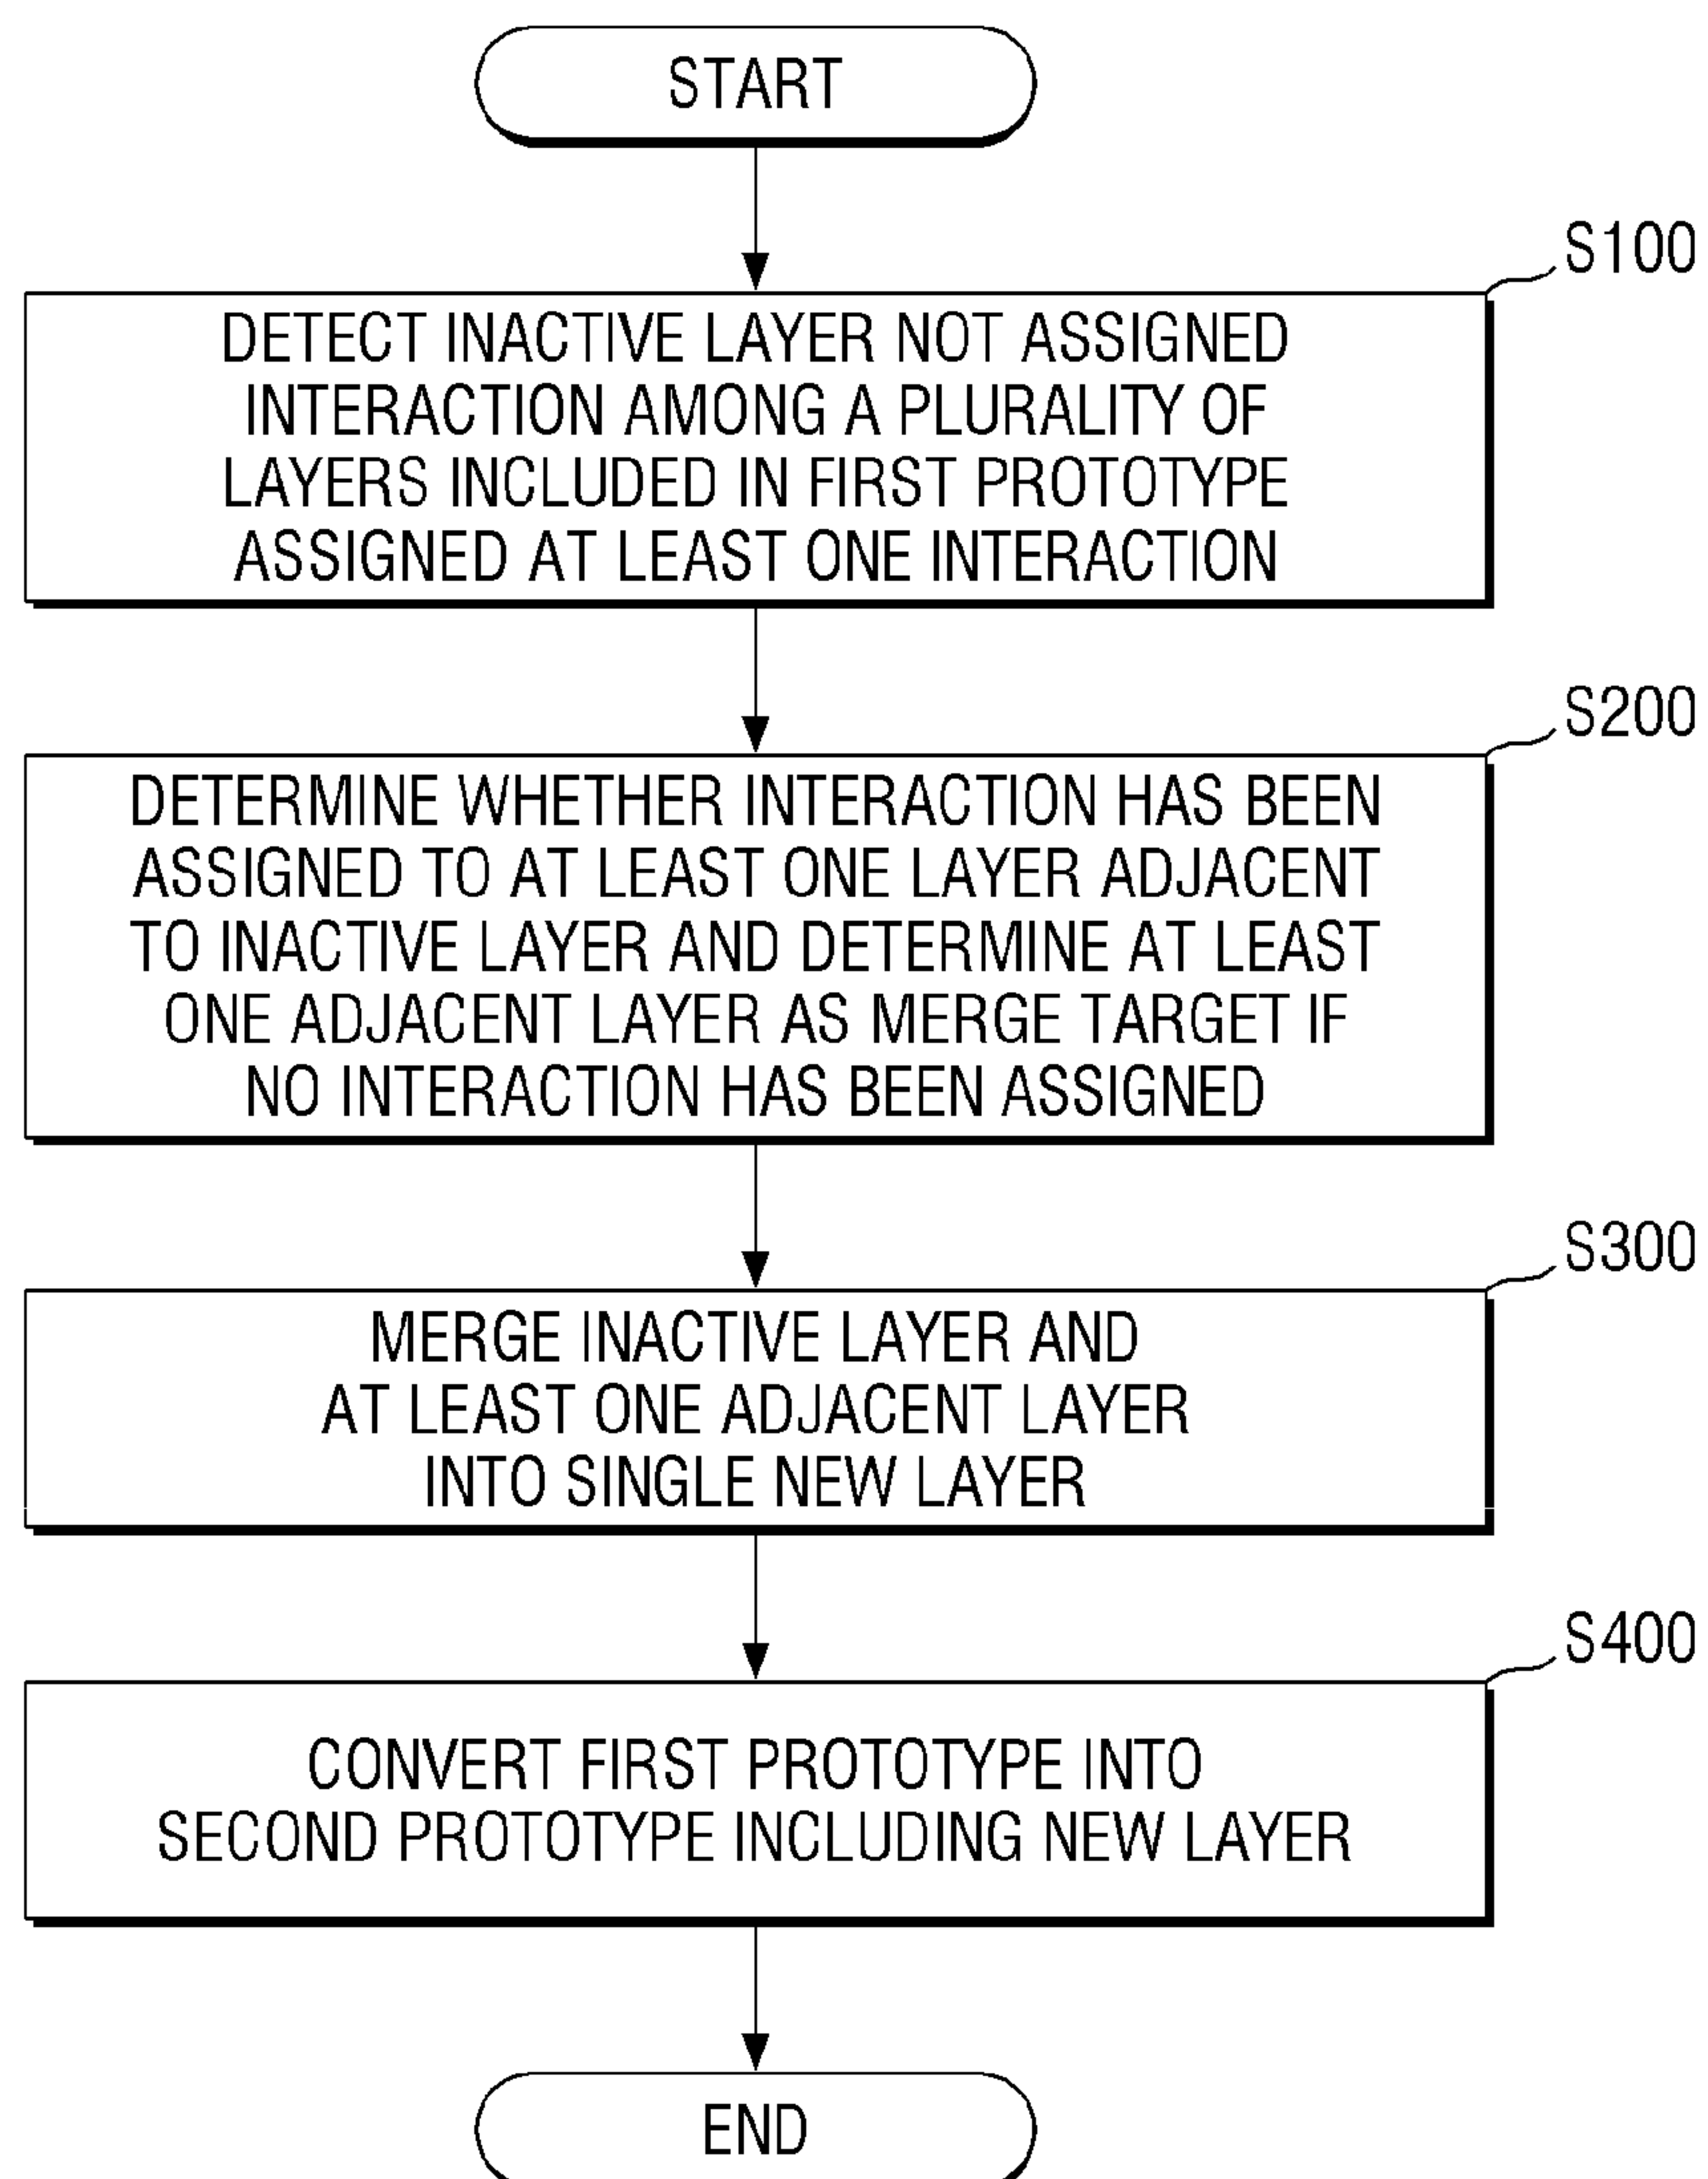 START
S100
DETECT INACTIVE LAYER NOT ASSIGNED
INTERACTION AMONG A PLURALITY OF
LAYERS INCLUDED IN FIRST PROTOTYPE
ASSIGNED AT LEAST ONE INTERACTION
S200
DETERMINE WHETHER INTERACTION HAS BEEN
ASSIGNED TO AT LEAST ONE LAYER ADJACENT
TO INACTIVE LAYER AND DETERMINE AT LEAST
ONE ADJACENT LAYER AS MERGE TARGET IF
NO INTERACTION HAS BEEN ASSIGNED
S300
MERGE INACTIVE LAYER AND
AT LEAST ONE ADJACENT LAYER
INTO SINGLE NEW LAYER
S400
CONVERT FIRST PROTOTYPE INTO
SECOND PROTOTYPE INCLUDING NEW LAYER
END